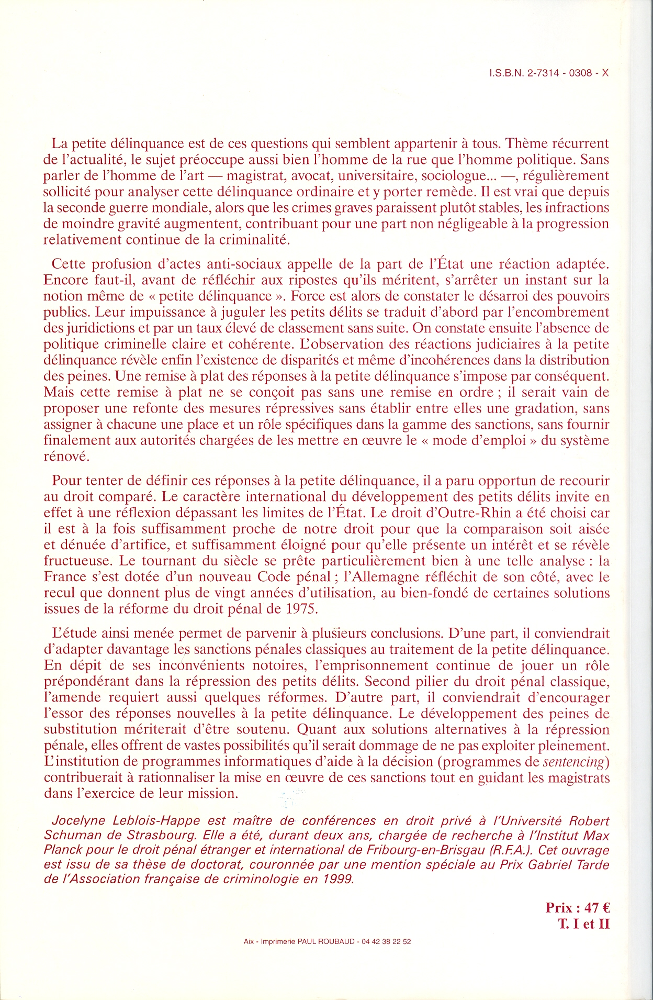 I.S.B.N. 2-7314 - 0308 - X
La petite délinquance est de ces questions qui semblent appartenir à tous. Thème récurrent
de l'actualité, le sujet préoccupe aussi bien l'homme de la rue que l'homme politique. Sans
parler de l'homme de l'art — magistrat, avocat, universitaire, sociologue... —, régulièrement
sollicité pour analyser cette délinquance ordinaire et y porter remède. Il est vrai que depuis
la seconde guerre mondiale, alors que les crimes graves paraissent plutôt stables, les infractions
de moindre gravité augmentent, contribuant pour une part non négligeable à la progression
relativement continue de la criminalité.
Cette profusion d'actes anti-sociaux appelle de la part de l'État une réaction adaptée.
Encore faut-il, avant de réfléchir aux ripostes qu'ils méritent, s'arrêter un instant sur la
notion même de « petite délinquance ». Force est alors de constater le désarroi des pouvoirs
publics. Leur impuissance à juguler les petits délits se traduit d'abord par l'encombrement
des juridictions et par un taux élevé de classement sans suite. On constate ensuite l'absence de
politique criminelle claire et cohérente. L'observation des réactions judiciaires à la petite
délinquance révèle enfin l'existence de disparités et même d'incohérences dans la distribution
des peines. Une remise à plat des réponses à la petite délinquance s'impose par conséquent.
Mais cette remise à plat ne se conçoit pas sans une remise en ordre ; il serait vain de
proposer une refonte des mesures répressives sans établir entre elles une gradation, sans
assigner à chacune une place et un rôle spécifiques dans la gamme des sanctions, sans fournir
finalement aux autorités chargées de les mettre en œuvre le « mode d'emploi » du système
rénové.
Pour tenter de définir ces réponses à la petite délinquance, il a paru opportun de recourir
au droit comparé. Le caractère international du développement des petits délits invite en
effet à une réflexion dépassant les limites de l'État. Le droit d'Outre-Rhin a été choisi car
il est à la fois suffisamment proche de notre droit pour que la comparaison soit aisée
et dénuée d'artifice, et suffisamment éloigné pour qu'elle présente un intérêt et se révèle
fructueuse. Le tournant du siècle se prête particulièrement bien à une telle analyse : la
France s'est dotée d'un nouveau Code pénal ; l'Allemagne réfléchit de son côté, avec le
recul que donnent plus de vingt années d'utilisation, au bien-fondé de certaines solutions
issues de la réforme du droit pénal de 1975.
L'étude ainsi menée permet de parvenir à plusieurs conclusions. D'une part, il conviendrait
d'adapter davantage les sanctions pénales classiques au traitement de la petite délinquance.
En dépit de ses inconvénients notoires, l'emprisonnement continue de jouer un rôle
prépondérant dans la répression des petits délits. Second pilier du droit pénal classique,
l'amende requiert aussi quelques réformes. D'autre part, il conviendrait d'encourager
l'essor des réponses nouvelles à la petite délinquance. Le développement des peines de
substitution mériterait d'être soutenu. Quant aux solutions alternatives à la répression
pénale, elles offrent de vastes possibilités qu'il serait dommage de ne pas exploiter pleinement.
L'institution de programmes informatiques d'aide à la décision (programmes de sentencing)
contribuerait à rationnaliser la mise en œuvre de ces sanctions tout en guidant les magistrats
dans l'exercice de leur mission.
Jocelyne Leblois-Happe est maître de conférences en droit privé à l'Université Robert
Schuman de Strasbourg. Elle a été, durant deux ans, chargée de recherche à l'Institut Max
Planck pour le droit pénal étranger et international de Fribourg-en-Brisgau (R.F.A.). Cet ouvrage
est issu de sa thèse de doctorat, couronnée par une mention spéciale au Prix Gabriel Tarde
de l'Association française de criminologie en 1999.
Prix : 47 €
T. I et II
Aix - Imprimerie PAUL ROUBAUD - 04 42 38 22 52